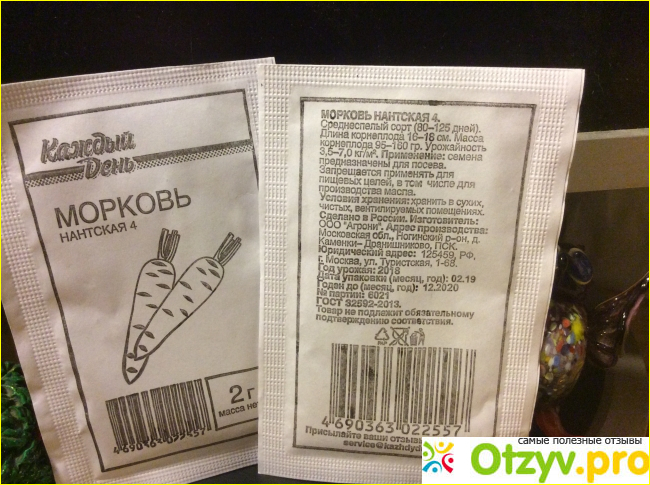 Каждый
День
МОРКОВЬ
НАНТСКАЯ 4
2 г
масса не
МОРКОВЬ НАНТСКАЯ 4.
Среднеспелый сорт (80–125 дней).
Длина корнеплода 16–18 см. Масса
корнеплода 95–160 гр. Урожайность
3,5–7,0 кг/м². Применение: семена
предназначены для посева.
Запрещается применять для
пищевых целей, в том числе для
производства масла.
Условия хранения: хранить в сухих,
чистых, вентилируемых помещениях.
Сделано в России. Изготовитель:
ООО "Агрони". Адрес производства:
Московская обл., Ногинский р-он, д.
Каменки-Дранишниково, ПСК.
Юридический адрес: 125459, РФ,
г. Москва, ул. Туристская, 1-68.
Год урожая: 2018
Дата упаковки (месяц, год): 02.19
Годен до (месяц, год): 12.2020
№ партии: 6021
ГОСТ 32592-2013.
Товар не подлежит обязательному
подтверждению соответствия.
4 690363 022557
Присылайте ваши отзывы
service@kazhdyd
самые полезные отзывы
Otzyv.pro